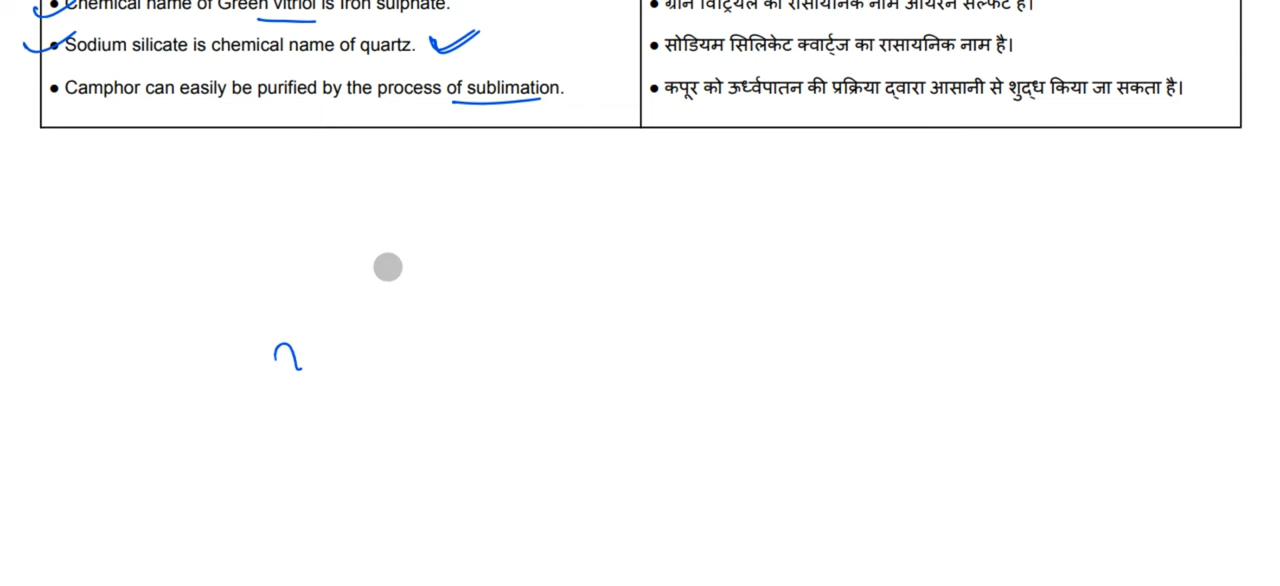 • Chemical name of Green vitriol is Iron sulphate.
• ग्रीन विट्रियल का रासायनिक नाम आयरन सल्फेट है।
• Sodium silicate is chemical name of quartz.
• सोडियम सिलिकेट क्वार्ट्ज का रासायनिक नाम है।
• Camphor can easily be purified by the process of sublimation.
• कपूर को ऊर्ध्वपातन की प्रक्रिया द्वारा आसानी से शुद्ध किया जा सकता है।